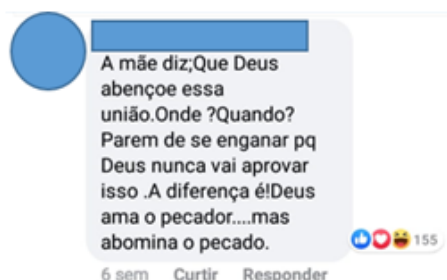 A mãe diz;Que Deus
abençoe essa
união.Onde ?Quando?
Parem de se enganar pq
Deus nunca vai aprovar
isso .A diferença é!Deus
ama o pecador....mas
abomina o pecado.
155
6 sem Curtir Responder